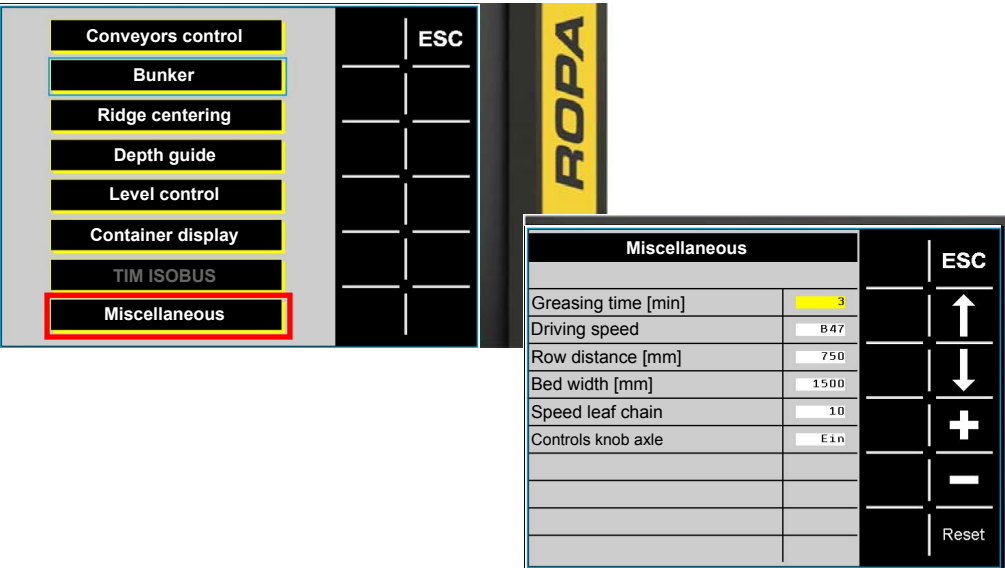 Conveyors control
ESC
Bunker
Ridge centering
Depth guide
Level control
Container display
TIM ISOBUS
Miscellaneous
ROPA
Miscellaneous
ESC
Greasing time [min] 3
Driving speed B47
Row distance [mm] 750
Bed width [mm] 1500
Speed leaf chain 10
Controls knob axle Ein
Reset